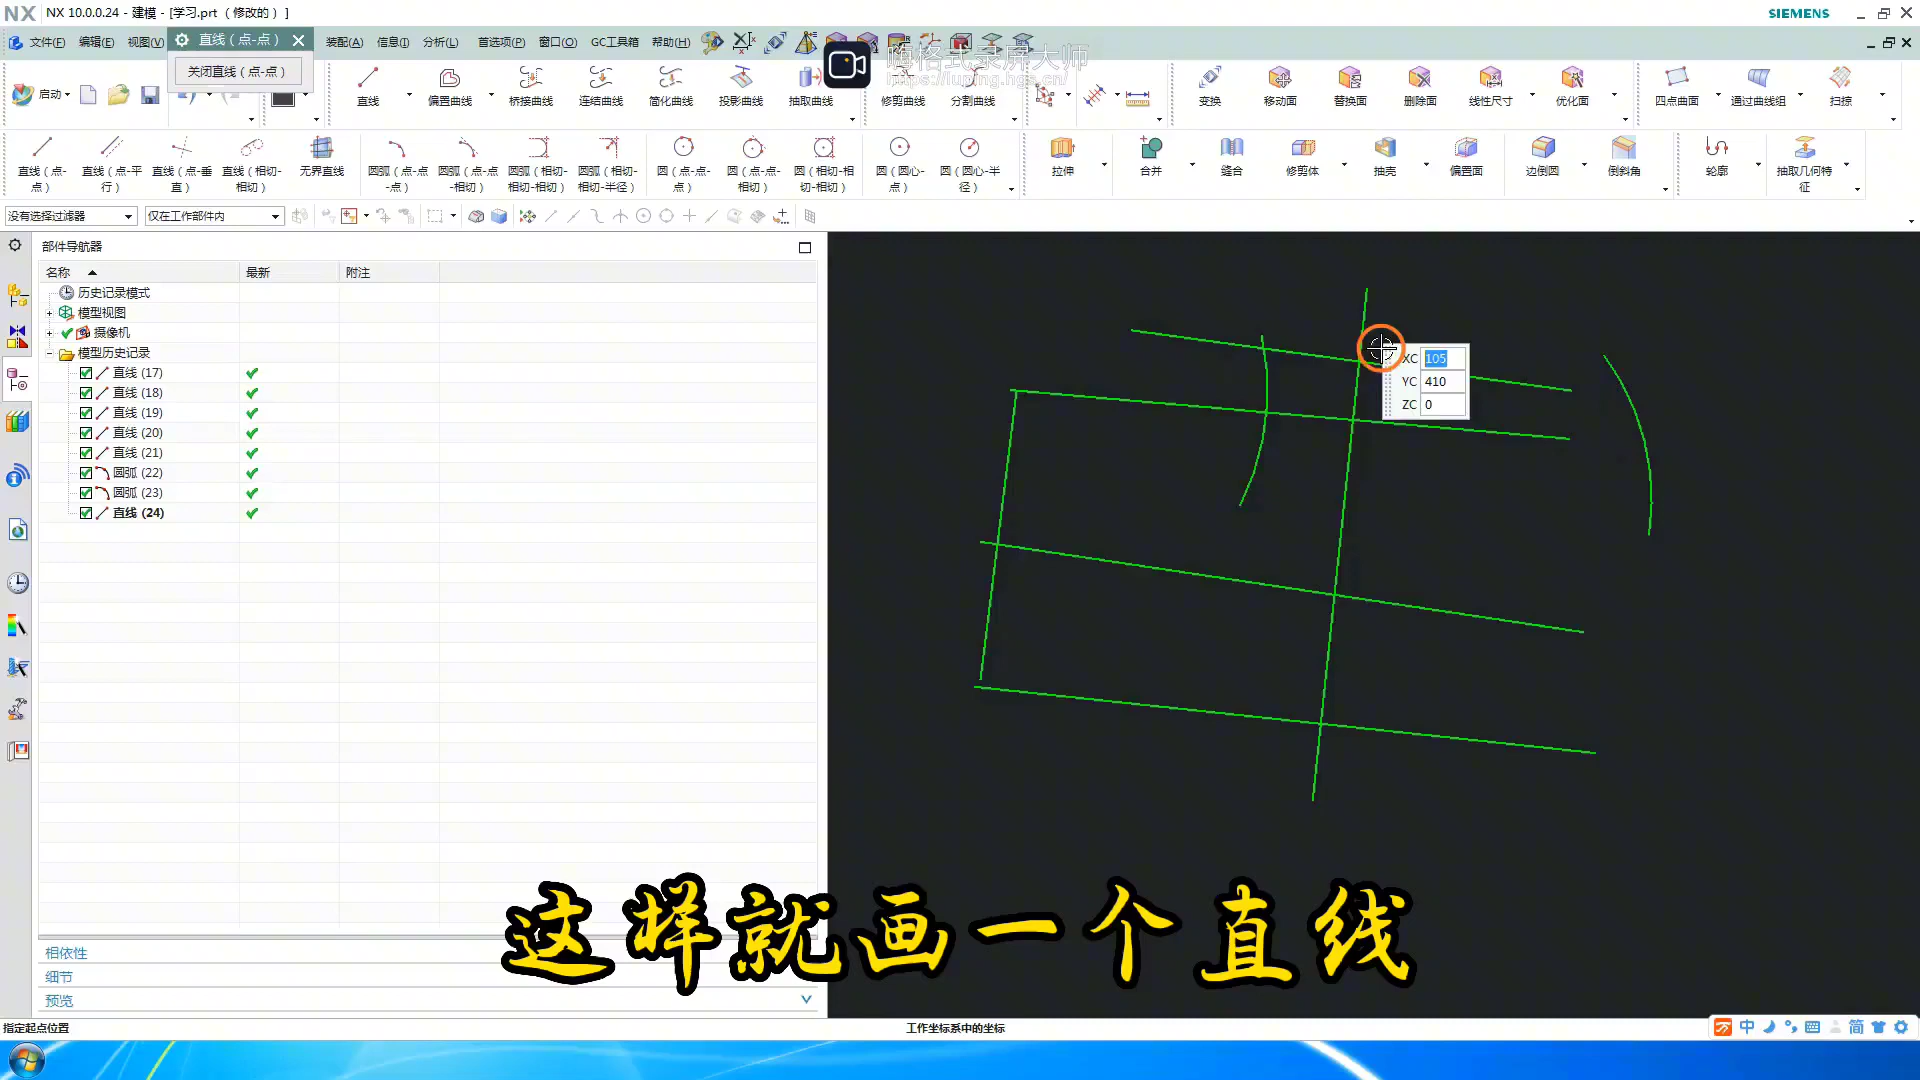 NX NX 10.0.0.24 - 建模 - [学习.prt （修改的） ] SIEMENS
文件(F) 编辑(E) 视图(V) 直线（点-点） 装配(A) 信息(I) 分析(L) 首选项(P) 窗口(O) GC工具箱 帮助(H)
嗨格式录屏大师
https://luping.hgs.cn/
关闭直线（点-点）
启动 直线 偏置曲线 桥接曲线 连结曲线 简化曲线 投影曲线 抽取曲线 修剪曲线 分割曲线 变换 移动面 替换面 删除面 线性尺寸 优化面 四点曲面 通过曲线组 扫掠
直线（点-点） 直线（点-平行） 直线（点-垂直） 直线（相切-相切） 无界直线 圆弧（点-点-点） 圆弧（点-点-相切） 圆弧（相切-相切-相切） 圆弧（相切-相切-半径） 圆（点-点-点） 圆（点-点-相切） 圆（相切-相切-相切） 圆（圆心-点） 圆（圆心-半径） 拉伸 合并 缝合 修剪体 抽壳 偏置面 边倒圆 倒斜角 轮廓 抽取几何特征
没有选择过滤器 仅在工作部件内
部件导航器
名称 最新 附注
历史记录模式
模型视图
摄像机
模型历史记录
直线 (17)
直线 (18)
直线 (19)
直线 (20)
直线 (21)
圆弧 (22)
圆弧 (23)
直线 (24)
XC 105
YC 410
ZC 0
这样就画一个直线
相依性
细节
预览
指定起点位置 工作坐标系中的坐标
中 简